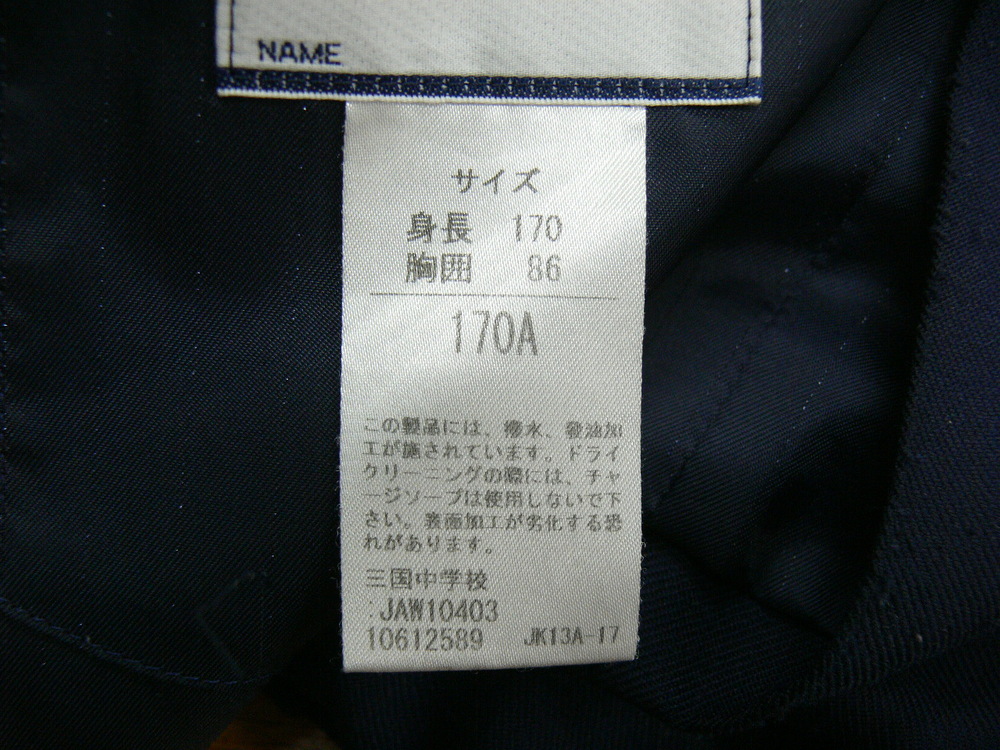 NAME
サイズ
身長 170
胸囲 86
170A
この製品には、撥水、撥油加
工が施されています。ドライ
クリーニングの際には、チャ
ージソープは使用しないで下
さい。表面加工が劣化する恐
れがあります。
三国中学校
:JAW10403
10612589 JK13A-17